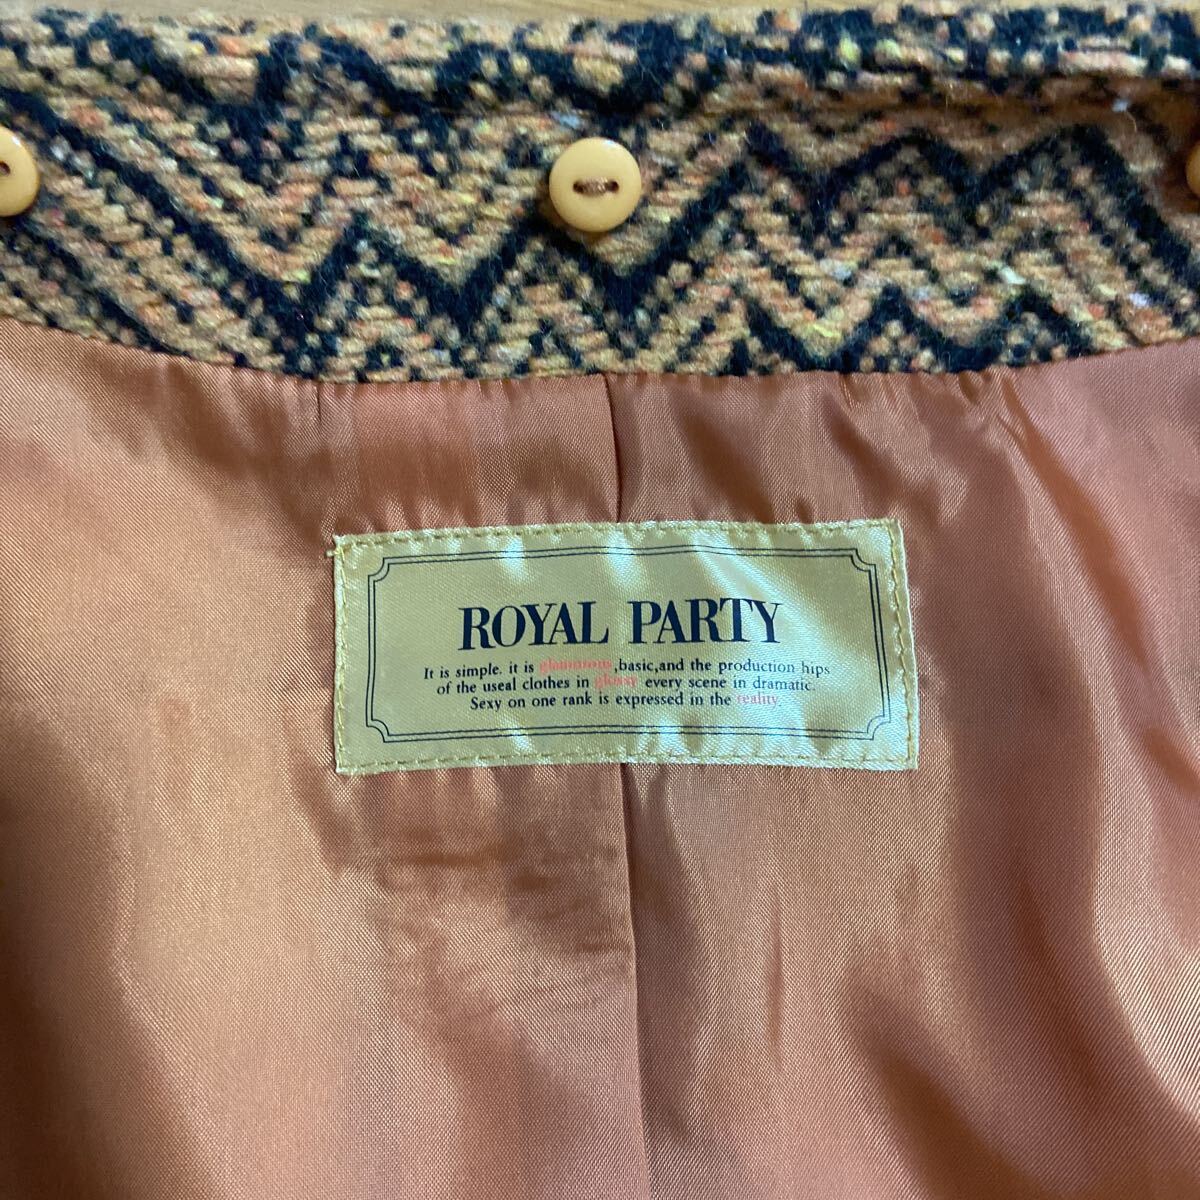 ROYAL PARTY
It is simple. it is glamorous ,basic,and the production hips
of the useal clothes in glossy every scene in dramatic.
Sexy on one rank is expressed in the reality.